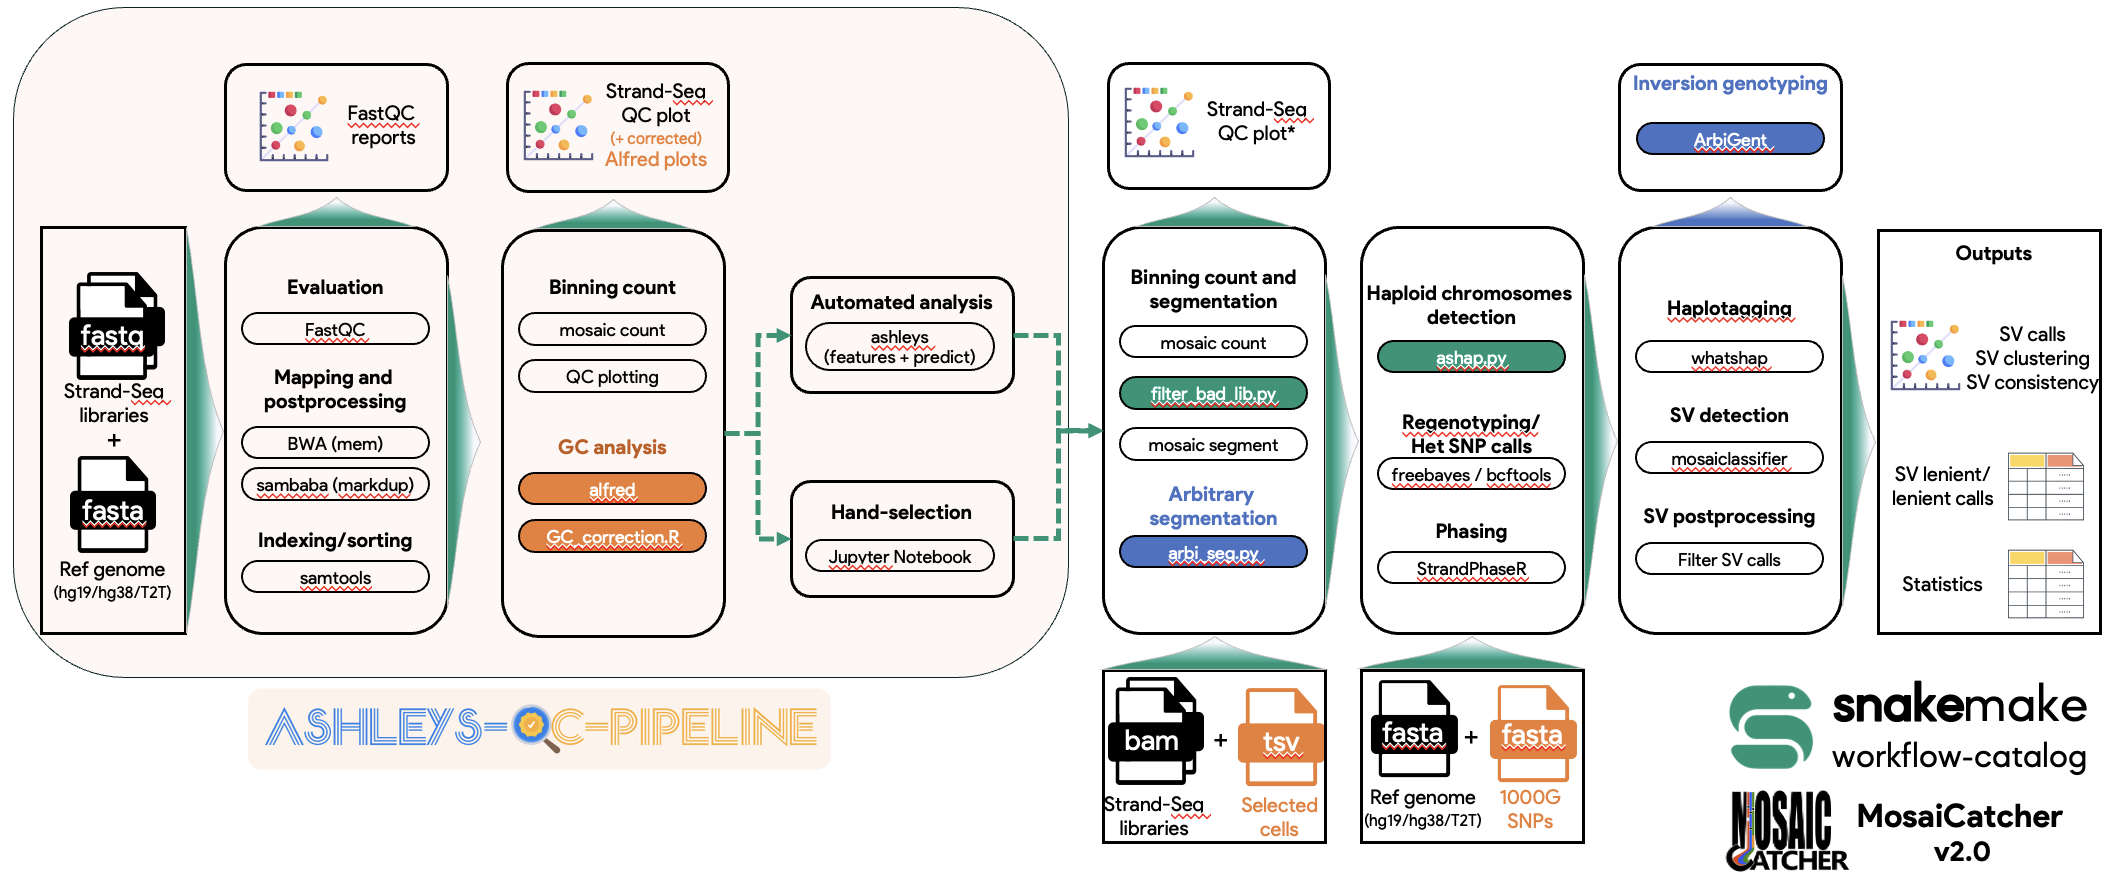 FastQC
reports
Strand-Seq
QC plot
(+ corrected)
Alfred plots
Strand-Seq
QC plot*
Inversion genotyping
ArbiGent
fastq
Strand-Seq
libraries
+
fasta
Ref genome
(hg19/hg38/T2T)
Evaluation
FastQC
Mapping and
postprocessing
BWA (mem)
sambaba (markdup)
Indexing/sorting
samtools
Binning count
mosaic count
QC plotting
GC analysis
alfred
GC_correction.R
Automated analysis
ashleys
(features + predict)
Hand-selection
Jupyter Notebook
Binning count and
segmentation
mosaic count
filter_bad_lib.py
mosaic segment
Arbitrary
segmentation
arbi_seg.py
Haploid chromosomes
detection
ashap.py
Regenotyping/
Het SNP calls
freebayes / bcftools
Phasing
StrandPhaseR
Haplotagging
whatshap
SV detection
mosaiclassifier
SV postprocessing
Filter SV calls
Outputs
SV calls
SV clustering
SV consistency
SV lenient/
lenient calls
Statistics
ASHLEYS-QC-PIPELINE
bam + tsv
Strand-Seq
libraries
Selected
cells
fasta + fasta
Ref genome
(hg19/hg38/T2T)
1000G
SNPs
snakemake
workflow-catalog
MOSAIC
CATCHER
MosaiCatcher
v2.0